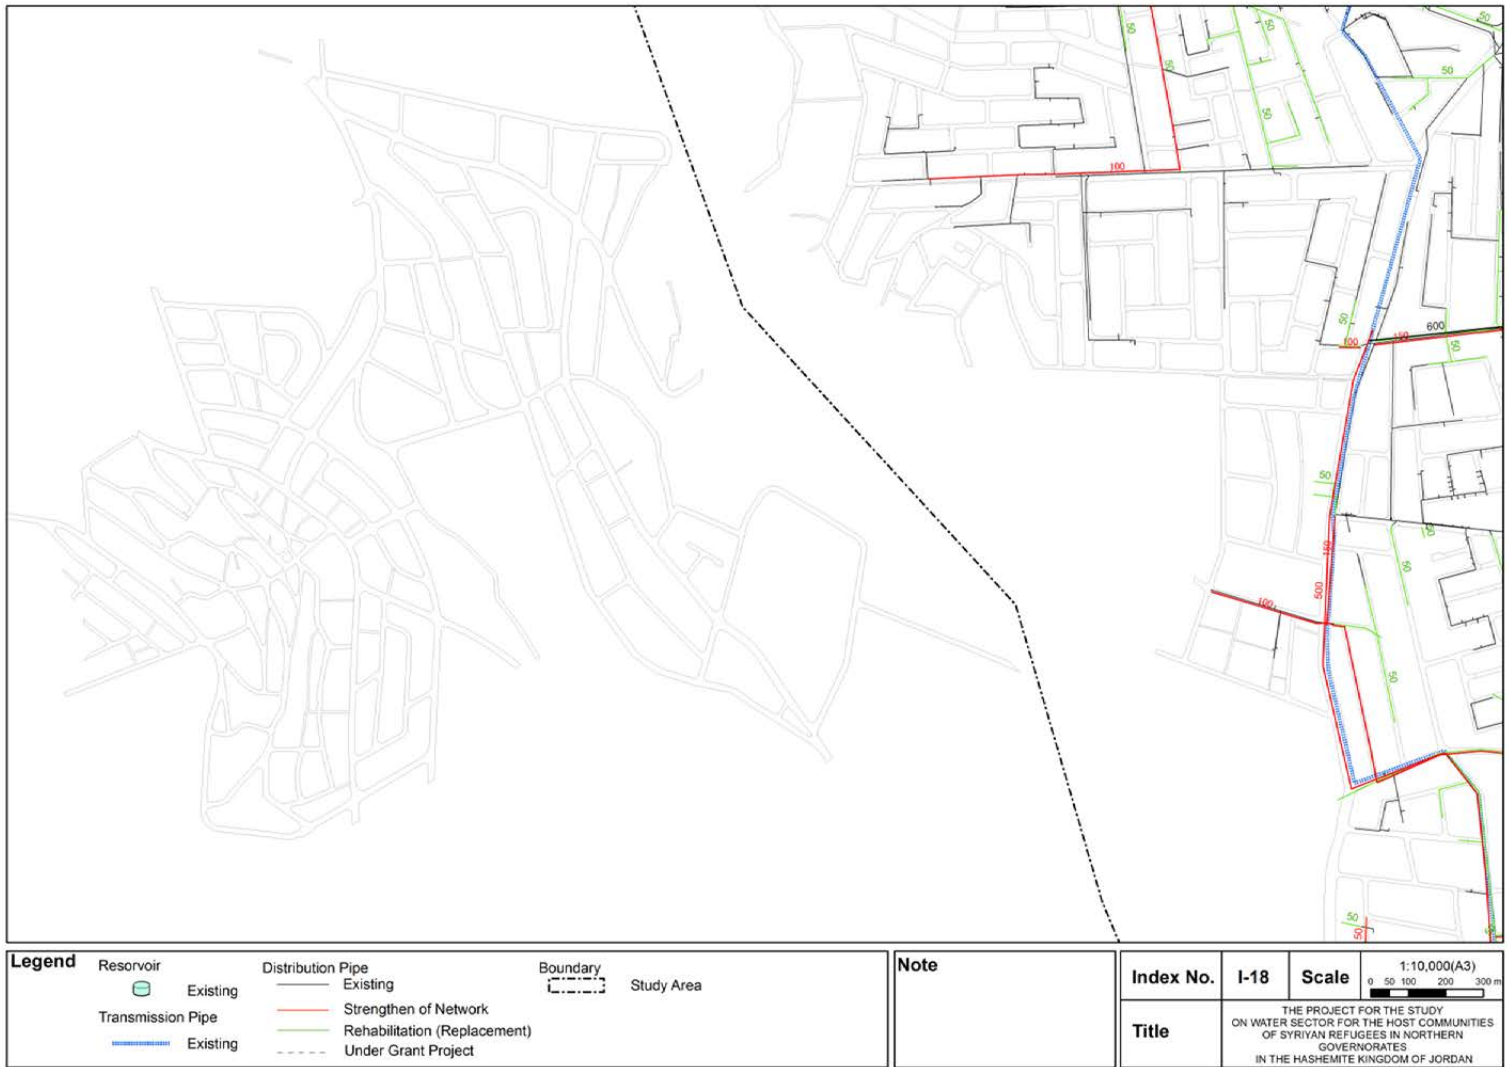 50
50
50
50
50
50
100
50
600
100
150
50
50
50
150
50
500
100
50
50
50
Legend
Resorvoir
Existing
Transmission Pipe
Existing
Distribution Pipe
Existing
Strengthen of Network
Rehabilitation (Replacement)
Under Grant Project
Boundary
Study Area
Note
Index No.
I-18
Scale
1:10,000(A3)
0 50 100 200 300 m
Title
THE PROJECT FOR THE STUDY
ON WATER SECTOR FOR THE HOST COMMUNITIES
OF SYRIYAN REFUGEES IN NORTHERN
GOVERNORATES
IN THE HASHEMITE KINGDOM OF JORDAN